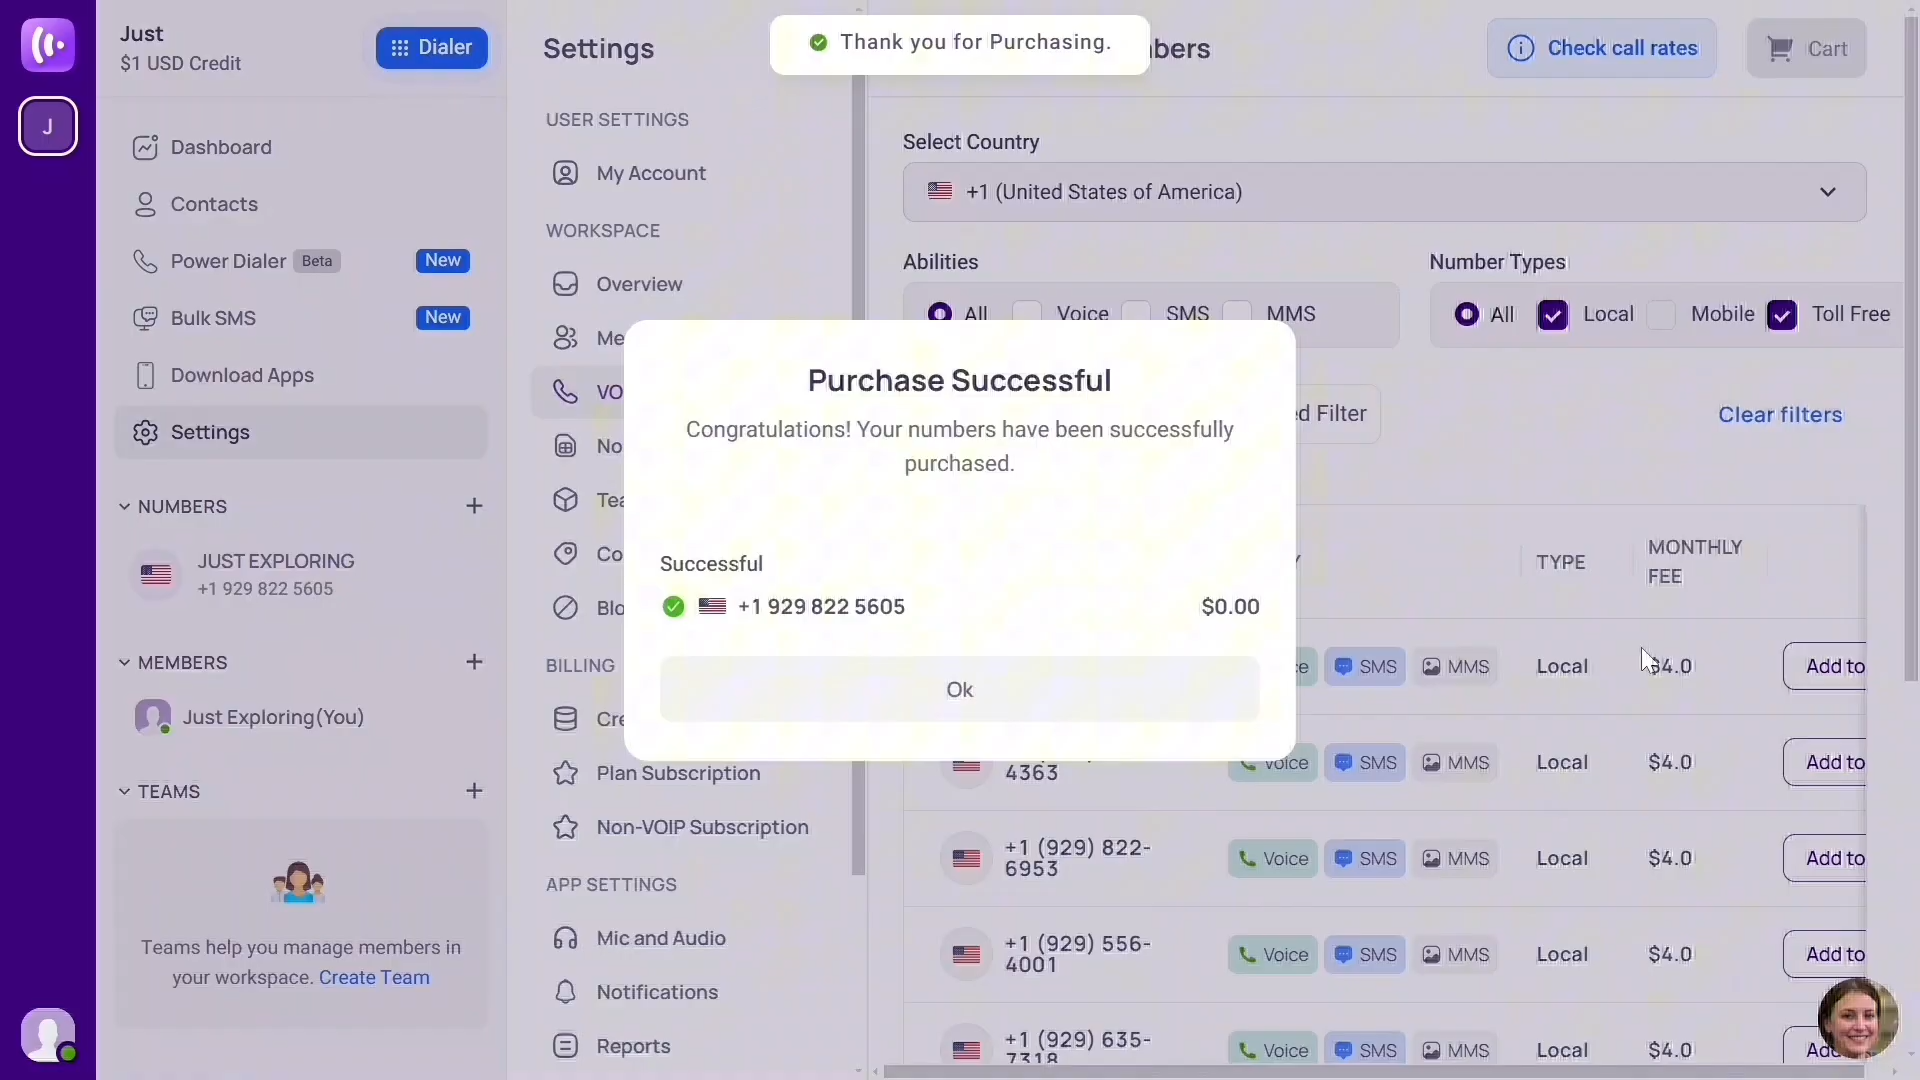 Just
$1 USD Credit
Dialer
J
Dashboard
Contacts
Power Dialer Beta New
Bulk SMS New
Download Apps
Settings
NUMBERS
JUST EXPLORING
+1 929 822 5605
MEMBERS
Just Exploring(You)
TEAMS
Teams help you manage members in
your workspace. Create Team
Settings
USER SETTINGS
My Account
WORKSPACE
Overview
Me
VO
No
Tea
Co
Blo
BILLING
Cre
Plan Subscription
Non-VOIP Subscription
APP SETTINGS
Mic and Audio
Notifications
Reports
Thank you for Purchasing.
bers
Check call rates
Cart
Select Country
+1 (United States of America)
Abilities
All Voice SMS MMS
Number Types
All Local Mobile Toll Free
ed Filter
Clear filters
Purchase Successful
Congratulations! Your numbers have been successfully
purchased.
Successful
+1 929 822 5605 $0.00
Ok
TYPE
MONTHLY
FEE
ce SMS MMS Local $4.0 Add to
4363 Voice SMS MMS Local $4.0 Add to
+1 (929) 822-
6953 Voice SMS MMS Local $4.0 Add to
+1 (929) 556-
4001 Voice SMS MMS Local $4.0 Add to
+1 (929) 635-
7318 Voice SMS MMS Local $4.0 Add